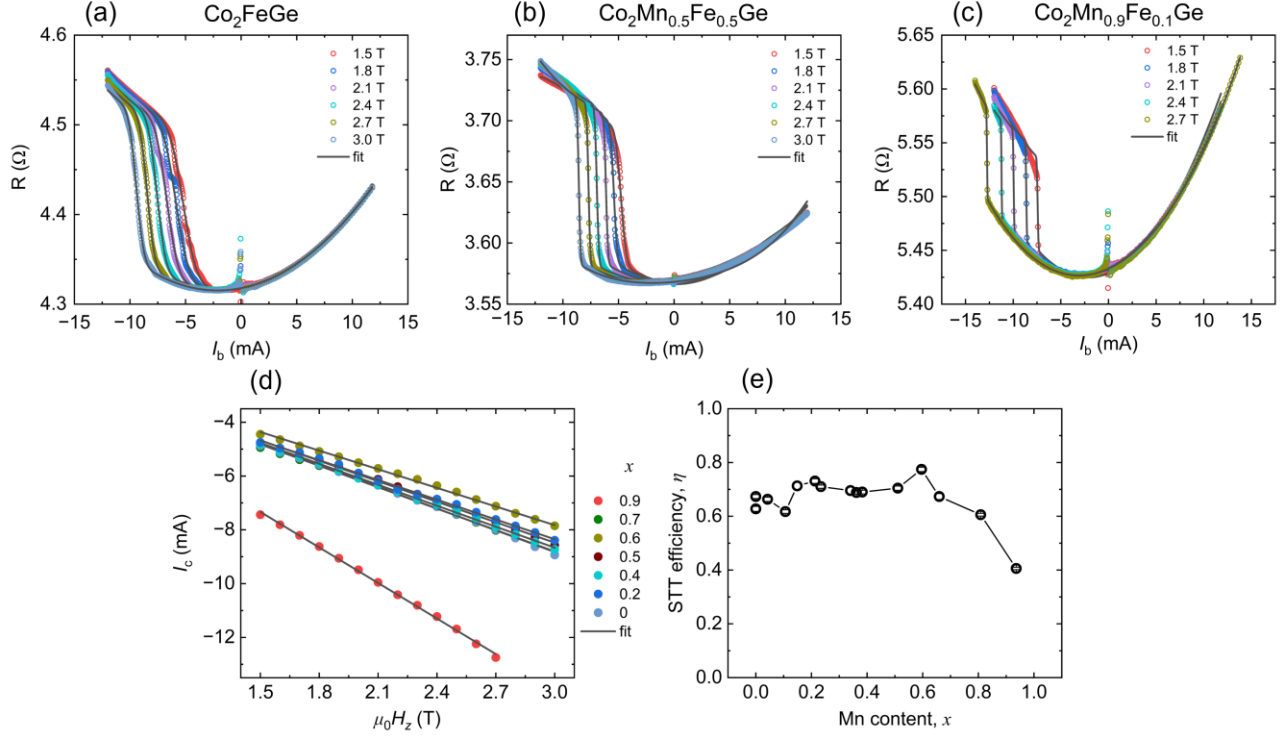 (a) Co₂FeGe
4.6
4.5
4.4
4.3
R (Ω)
1.5 T
1.8 T
2.1 T
2.4 T
2.7 T
3.0 T
fit
−15 −10 −5 0 5 10 15
I_b (mA)
(b) Co₂Mn₀.₅Fe₀.₅Ge
3.75
3.70
3.65
3.60
3.55
R (Ω)
1.5 T
1.8 T
2.1 T
2.4 T
2.7 T
3.0 T
fit
−15 −10 −5 0 5 10 15
I_b (mA)
(c) Co₂Mn₀.₉Fe₀.₁Ge
5.65
5.60
5.55
5.50
5.45
5.40
R (Ω)
1.5 T
1.8 T
2.1 T
2.4 T
2.7 T
fit
−15 −10 −5 0 5 10 15
I_b (mA)
(d)
−4
−6
−8
−10
−12
I_c (mA)
x
0.9
0.7
0.6
0.5
0.4
0.2
0
fit
1.5 1.8 2.1 2.4 2.7 3.0
μ₀H_z (T)
(e)
1.0
0.8
0.6
0.4
0.2
0.0
STT efficiency, η
0.0 0.2 0.4 0.6 0.8 1.0
Mn content, x